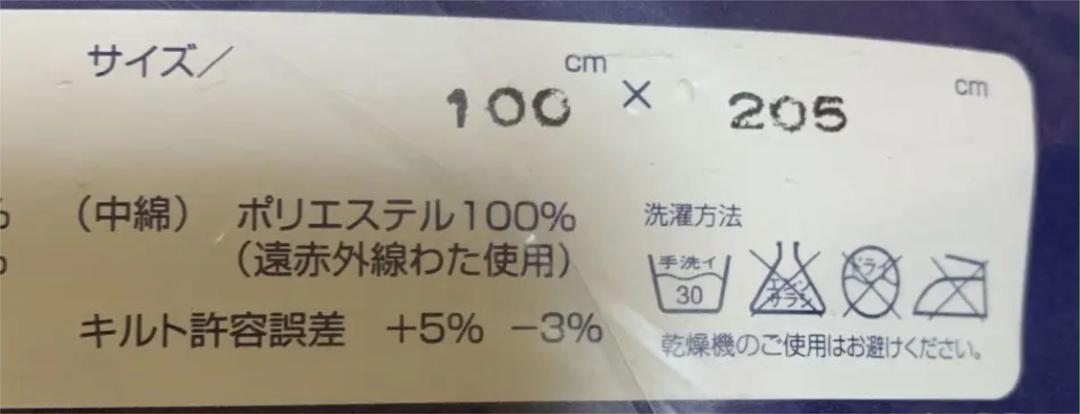 サイズ／ 100 cm × 205 cm
%
(中綿) ポリエステル100%
(遠赤外線わた使用)
キルト許容誤差 +5% −3%
洗濯方法
手洗イ
30
エンソ
サラシ
ドライ
乾燥機のご使用はお避けください。